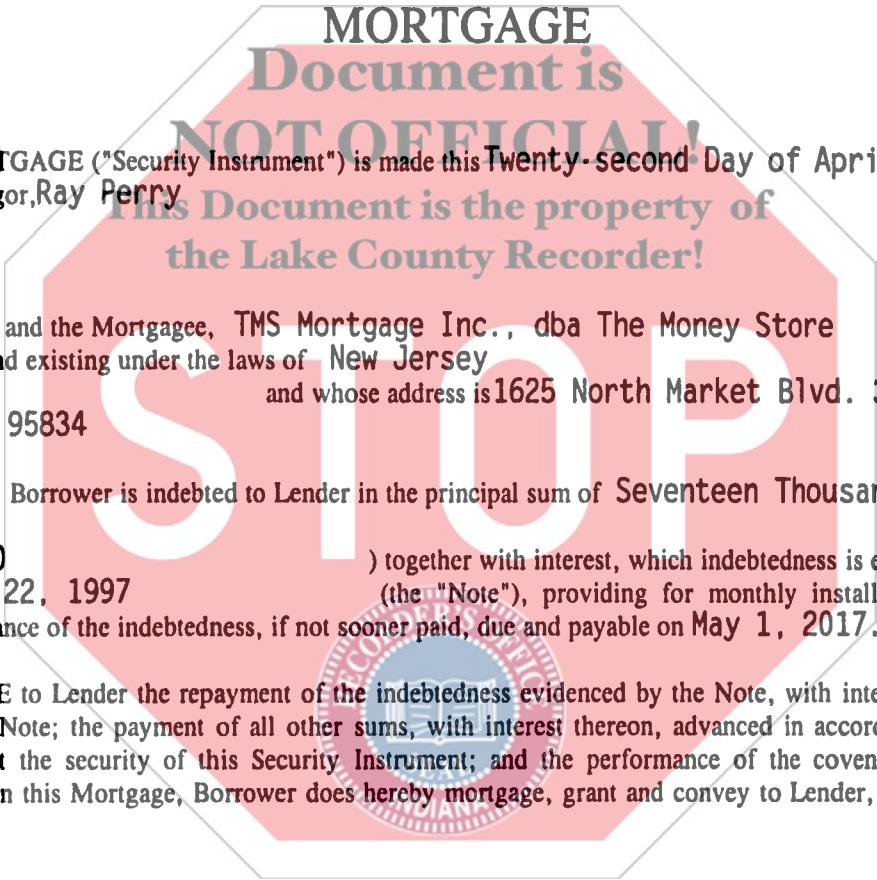 MORTGAGE
Document is
NOT OFFICIAL!
TGAGE ("Security Instrument") is made this Twenty-second Day of Apri
gor, Ray Perry
This Document is the property of
the Lake County Recorder!
and the Mortgagee, TMS Mortgage Inc., dba The Money Store
d existing under the laws of New Jersey
and whose address is 1625 North Market Blvd.
95834
STOP
Borrower is indebted to Lender in the principal sum of Seventeen Thousan
) together with interest, which indebtedness is e
22, 1997 (the "Note"), providing for monthly install
nce of the indebtedness, if not sooner paid, due and payable on May 1, 2017.
RECORDER'S OFFICE
E to Lender the repayment of the indebtedness evidenced by the Note, with inte
Note; the payment of all other sums, with interest thereon, advanced in accord
t the security of this Security Instrument; and the performance of the coven
SEAL
n this Mortgage, Borrower does hereby mortgage, grant and convey to Lender,
INDIANA